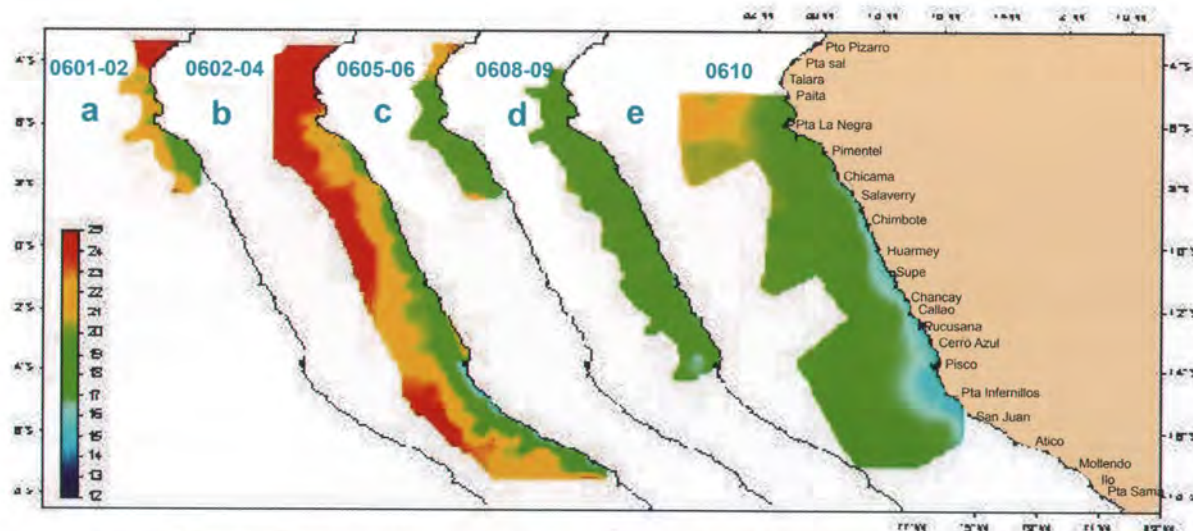 0601-02
0602-04
0605-06
0608-09
0610
a
b
c
d
e
Pto Pizarro
Pta sal
Talara
Paita
Pta La Negra
Pimentel
Chicama
Salaverry
Chimbote
Huarmey
Supe
Chancay
Callao
Pucusana
Cerro Azul
Pisco
Pta Infernillos
San Juan
Atico
Mollendo
Ilo
Pta Sama
24
23
22
21
20
19
18
17
16
15
14
13
12